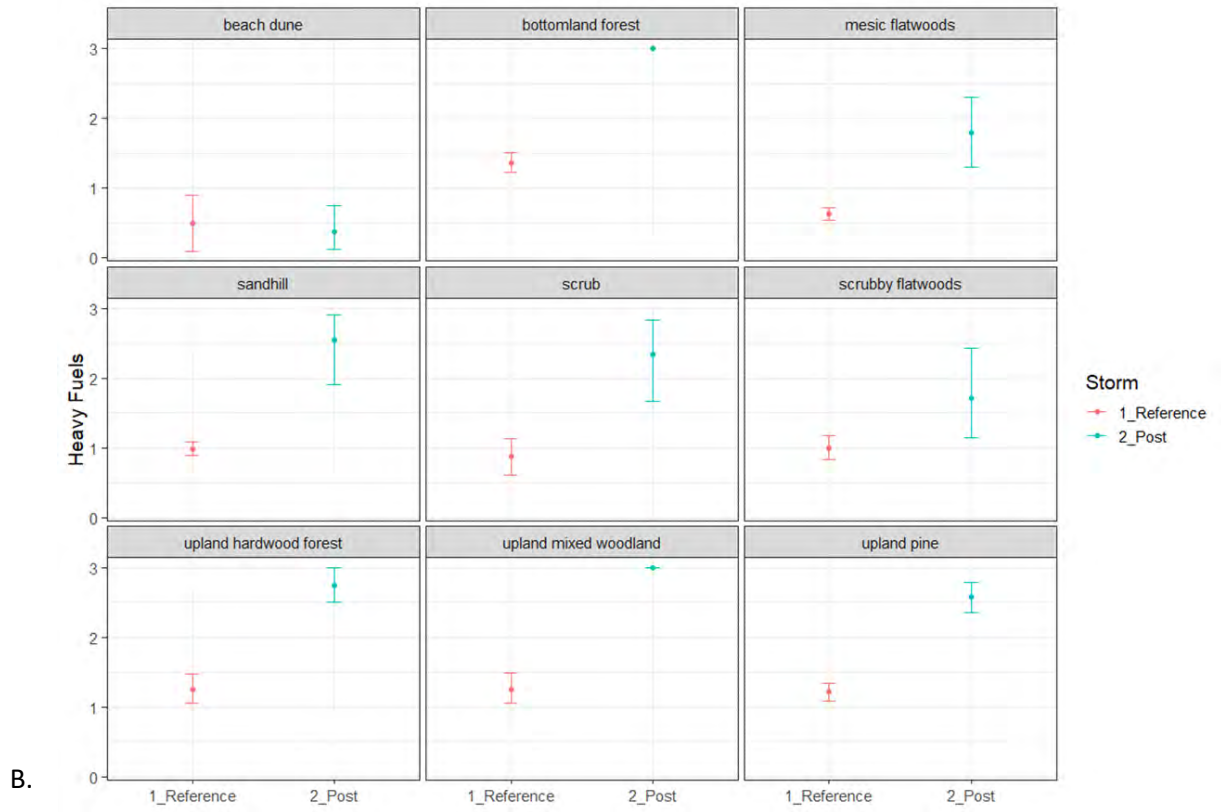 beach dune
bottomland forest
mesic flatwoods
3
2
1
0
sandhill
scrub
scrubby flatwoods
3
2
1
0
Heavy Fuels
upland hardwood forest
upland mixed woodland
upland pine
3
2
1
0
1_Reference 2_Post 1_Reference 2_Post 1_Reference 2_Post
Storm
1_Reference
2_Post
B.